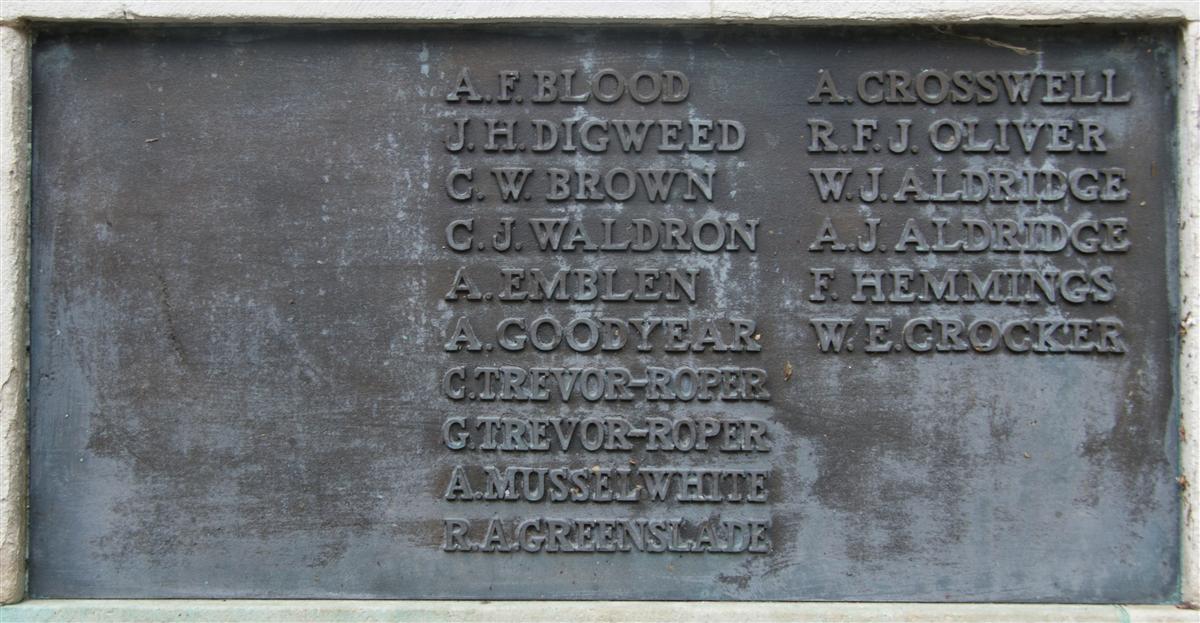 A. F. BLOOD
J. H. DIGWEED
C. W. BROWN
C. J. WALDRON
A. EMBLEN
A. GOODYEAR
C. TREVOR-ROPER
G. TREVOR-ROPER
A. MUSSELWHITE
R. A. GREENSLADE
A. CROSSWELL
R. F. J. OLIVER
W. J. ALDRIDGE
A. J. ALDRIDGE
F. HEMMINGS
W. E. CROCKER